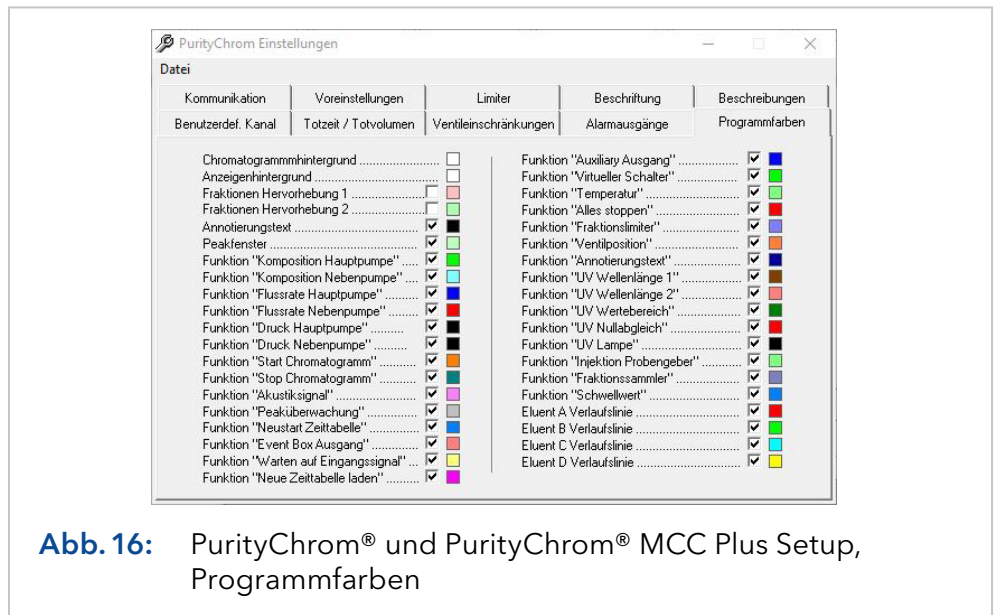 PurityChrom Einstellungen
Datei
Kommunikation Voreinstellungen Limiter Beschriftung Beschreibungen
Benutzerdef. Kanal Totzeit / Totvolumen Ventileinschränkungen Alarmausgänge Programmfarben
Chromatogrammmhintergrund ....................
Anzeigenhintergrund ..............................
Fraktionen Hervorhebung 1 ...................
Fraktionen Hervorhebung 2 ...................
Annotierungstext ...............................
Peakfenster .....................................
Funktion "Komposition Hauptpumpe" ....
Funktion "Komposition Nebenpumpe" ...
Funktion "Flussrate Hauptpumpe" .........
Funktion "Flussrate Nebenpumpe" ........
Funktion "Druck Hauptpumpe" .........
Funktion "Druck Nebenpumpe" .........
Funktion "Start Chromatogramm" ..........
Funktion "Stop Chromatogramm" ..........
Funktion "Akustiksignal" ......................
Funktion "Peaküberwachung" ..............
Funktion "Neustart Zeittabelle" ..............
Funktion "Event Box Ausgang" .............
Funktion "Warten auf Eingangssignal" ...
Funktion "Neue Zeittabelle laden" .........
Funktion "Auxiliary Ausgang" .................
Funktion "Virtueller Schalter" .................
Funktion "Temperatur" ..........................
Funktion "Alles stoppen" .......................
Funktion "Fraktionslimiter" .....................
Funktion "Ventilposition" .......................
Funktion "Annotierungstext" ..................
Funktion "UV Wellenlänge 1" .................
Funktion "UV Wellenlänge 2" .................
Funktion "UV Wertebereich" ..................
Funktion "UV Nullabgleich" ...................
Funktion "UV Lampe" ..........................
Funktion "Injektion Probengeber" ...........
Funktion "Fraktionssammler" .................
Funktion "Schwellwert" .........................
Eluent A Verlaufslinie ...........................
Eluent B Verlaufslinie ...........................
Eluent C Verlaufslinie ...........................
Eluent D Verlaufslinie ...........................
Abb. 16: PurityChrom® und PurityChrom® MCC Plus Setup,
Programmfarben